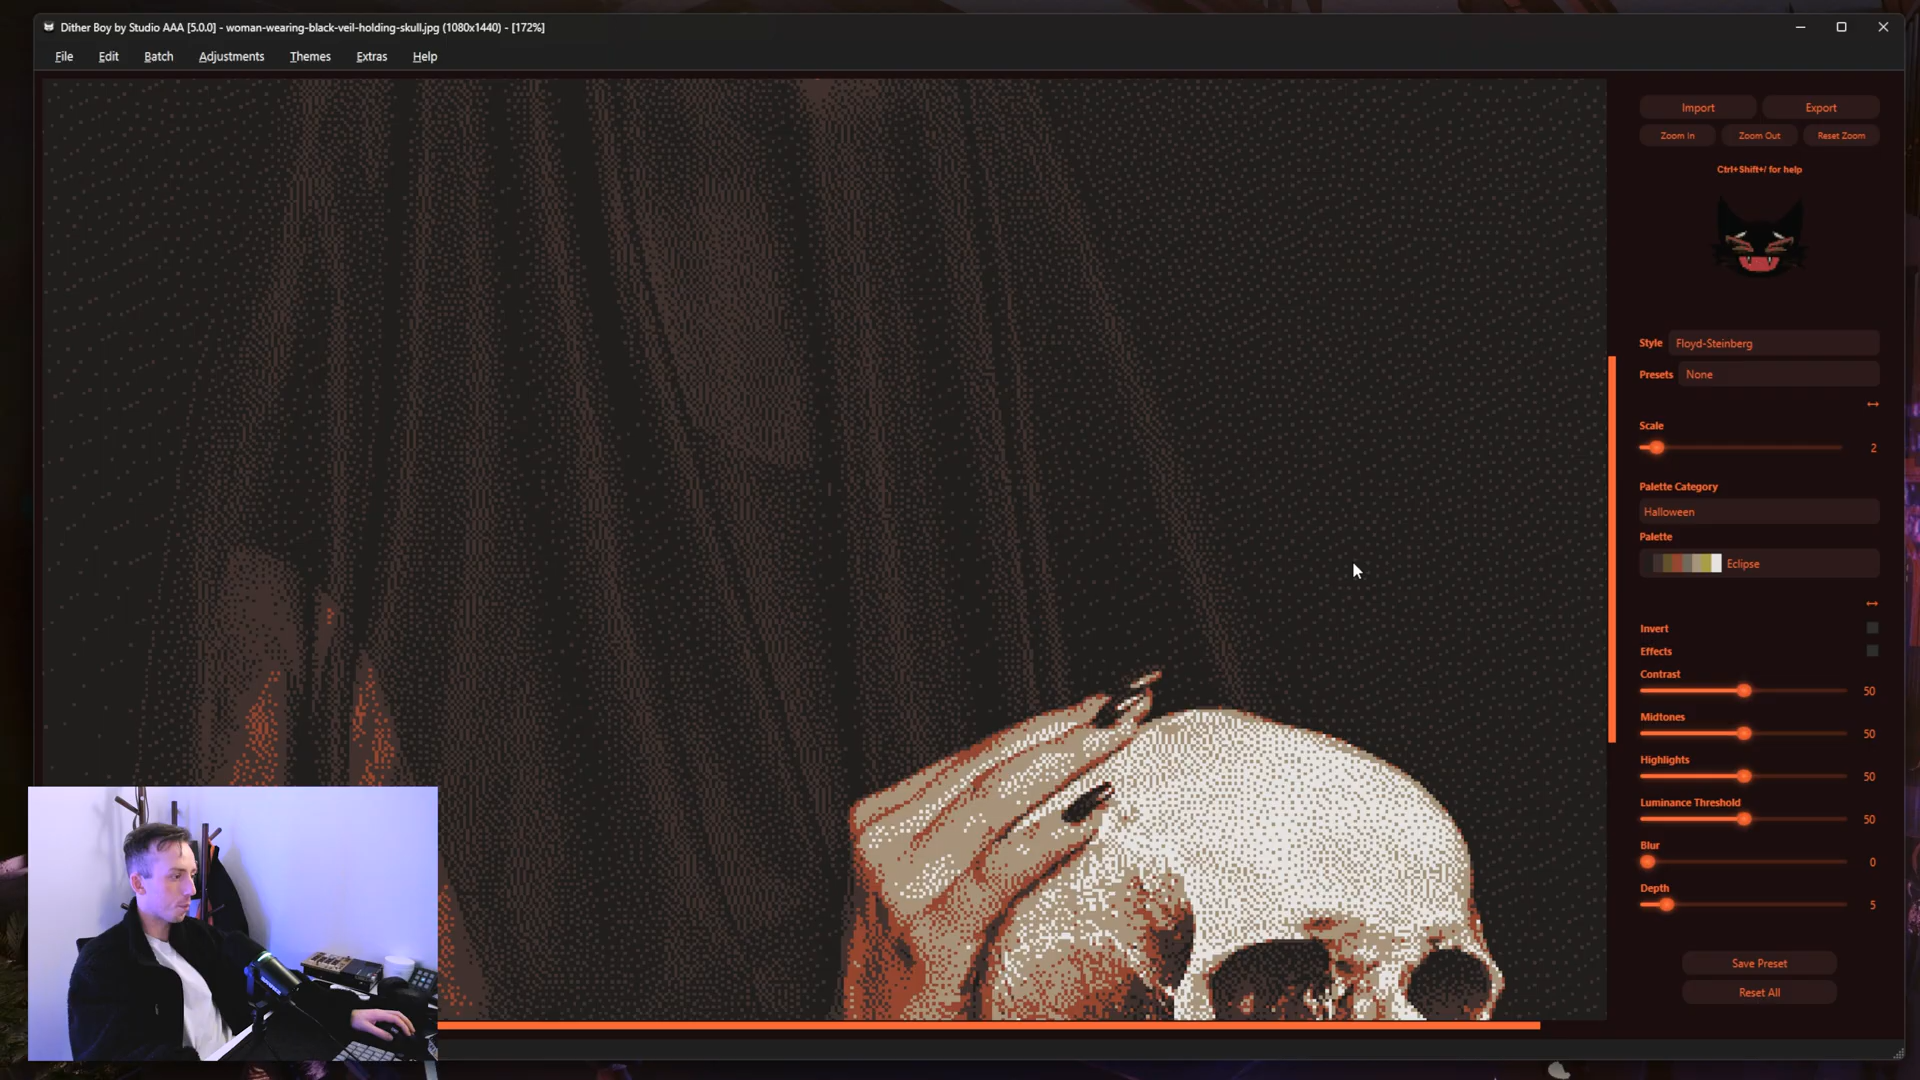 Dither Boy by Studio AAA [5.0.0] - woman-wearing-black-veil-holding-skull.jpg (1080x1440) - [172%]
File Edit Batch Adjustments Themes Extras Help
Import Export
Zoom In Zoom Out Reset Zoom
Ctrl+Shift+/ for help
Style Floyd-Steinberg
Presets None
Scale
2
Palette Category
Halloween
Palette
Eclipse
Invert
Effects
Contrast
50
Midtones
50
Highlights
50
Luminance Threshold
50
Blur
0
Depth
5
Save Preset
Reset All